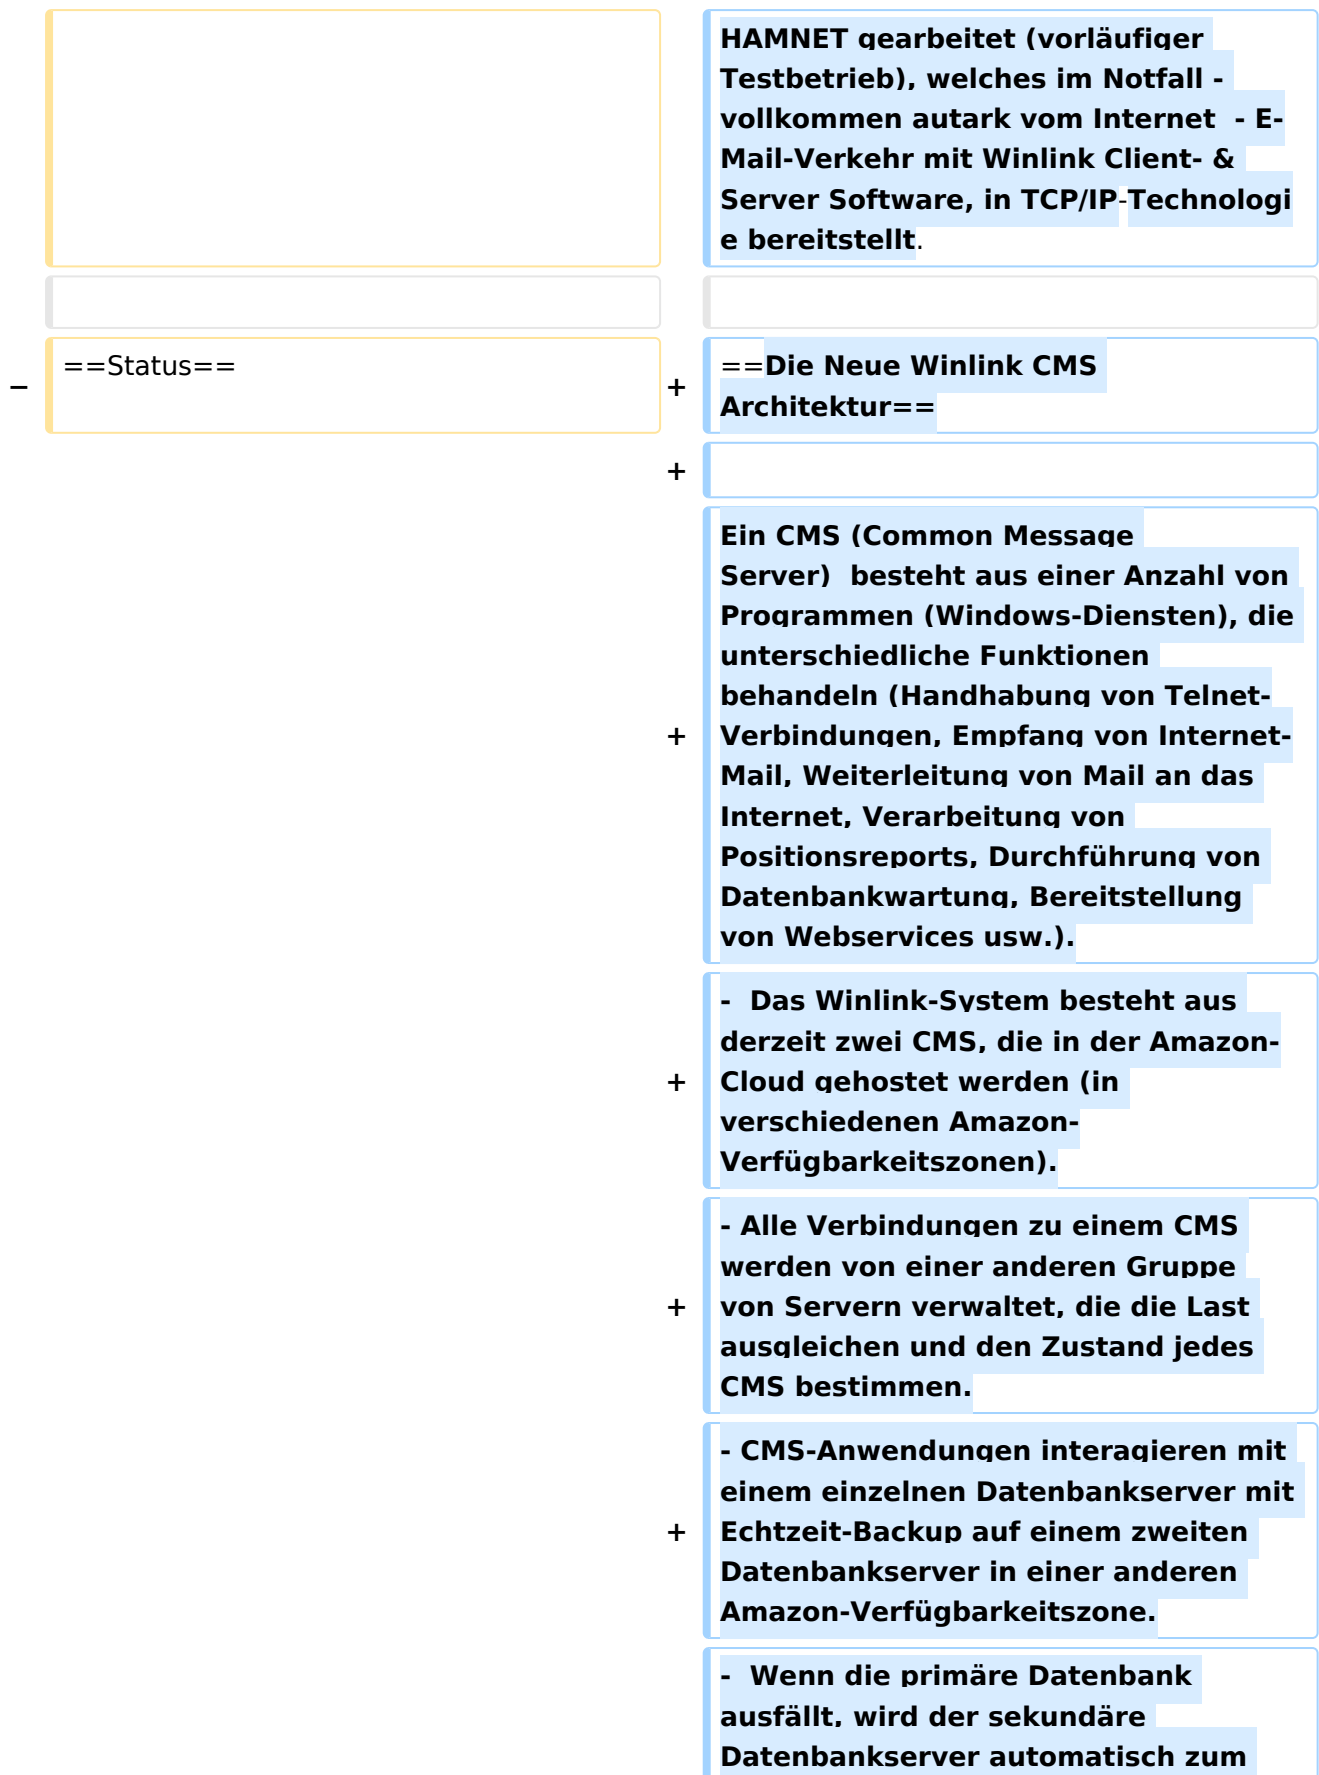 HAMNET gearbeitet (vorläufiger
Testbetrieb), welches im Notfall -
vollkommen autark vom Internet  - E-
Mail-Verkehr mit Winlink Client- &
Server Software, in TCP/IP-Technologi
e bereitstellt.
−
==Status==
+
==Die Neue Winlink CMS
Architektur==
+
+
Ein CMS (Common Message
Server)  besteht aus einer Anzahl von
Programmen (Windows-Diensten), die
unterschiedliche Funktionen
behandeln (Handhabung von Telnet-
Verbindungen, Empfang von Internet-
Mail, Weiterleitung von Mail an das
Internet, Verarbeitung von
Positionsreports, Durchführung von
Datenbankwartung, Bereitstellung
von Webservices usw.).
+
-  Das Winlink-System besteht aus
derzeit zwei CMS, die in der Amazon-
Cloud gehostet werden (in
verschiedenen Amazon-
Verfügbarkeitszonen).
+
- Alle Verbindungen zu einem CMS
werden von einer anderen Gruppe
von Servern verwaltet, die die Last
ausgleichen und den Zustand jedes
CMS bestimmen.
+
- CMS-Anwendungen interagieren mit
einem einzelnen Datenbankserver mit
Echtzeit-Backup auf einem zweiten
Datenbankserver in einer anderen
Amazon-Verfügbarkeitszone.
-  Wenn die primäre Datenbank
ausfällt, wird der sekundäre
Datenbankserver automatisch zum